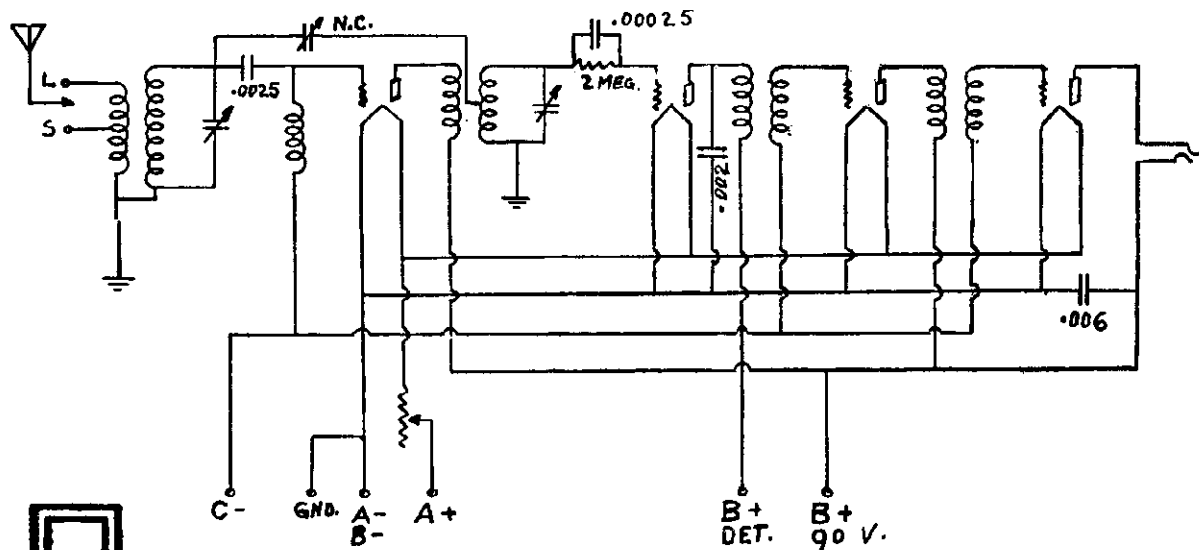 N.C.
.00025
L
.0025
2 MEG.
S
.002
.006
C-
GND.
A-
B-
A+
B+
DET.
B+
90 V.